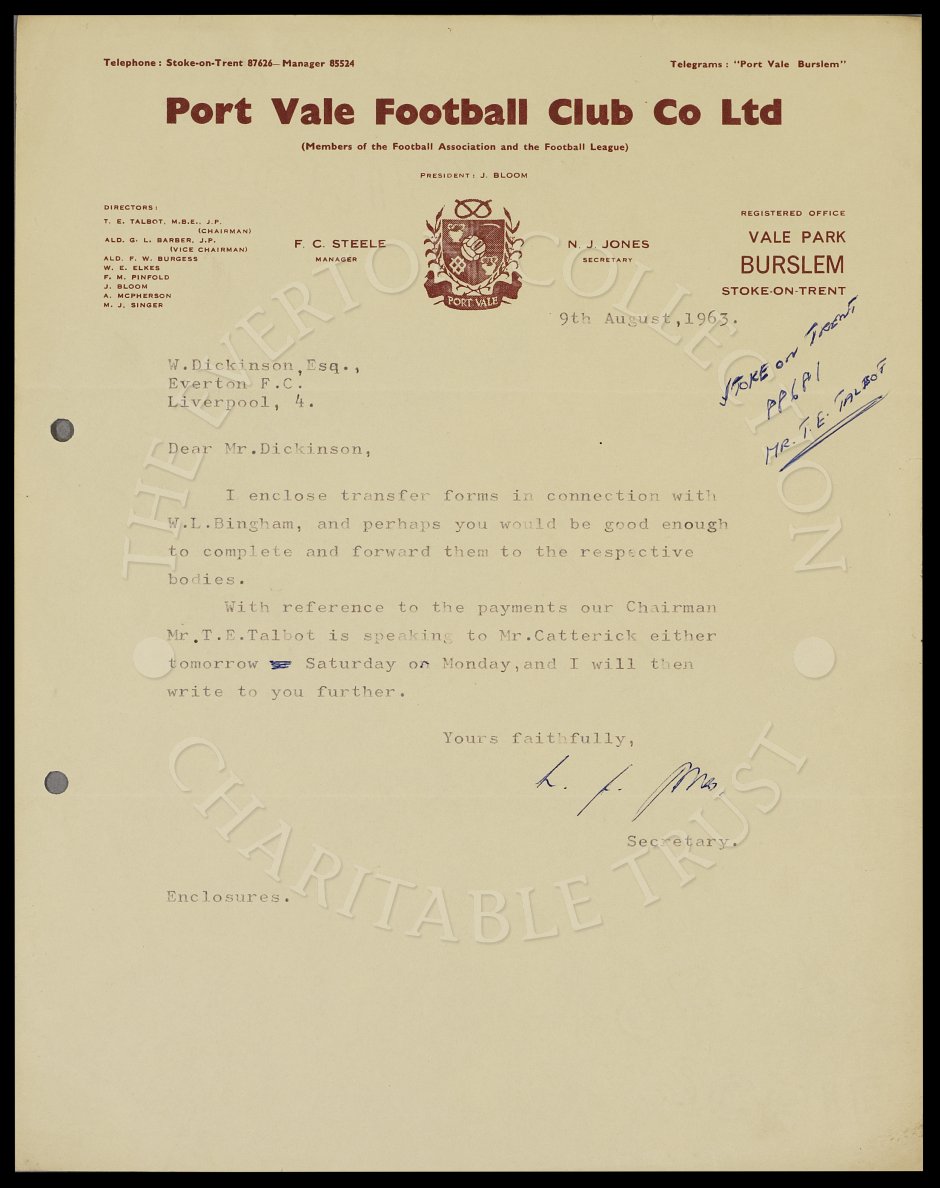 Telephone : Stoke-on-Trent 87626— Manager 85524
Telegrams : "Port Vale Burslem"
Port Vale Football Club Co Ltd
(Members of the Football Association and the Football League)
PRESIDENT: J. BLOOM
DIRECTORS:
T. E. TALBOT, M.B.E., J.P.
(CHAIRMAN)
ALD. G. L. BARBER, J.P.
(VICE CHAIRMAN)
ALD. F. W. BURGESS
W. E. ELKES
F. M. PINFOLD
J. BLOOM
A. MCPHERSON
M. J. SINGER
F. C. STEELE
MANAGER
PORT VALE
N. J. JONES
SECRETARY
REGISTERED OFFICE
VALE PARK
BURSLEM
STOKE-ON-TRENT
9th August,1963.
STOKE ON TRENT
MR. T. E. TALBOT
W.Dickinson,Esq.,
Everton F.C.
Liverpool, 4.
Dear Mr.Dickinson,
I enclose transfer forms in connection with
W.L.Bingham, and perhaps you would be good enough
to complete and forward them to the respective
bodies.
With reference to the payments our Chairman
Mr.T.E.Talbot is speaking to Mr.Catterick either
tomorrow Saturday or Monday,and I will then
write to you further.
Yours faithfully,
N. J. Jones.
Secretary.
Enclosures.
THE EVERTON COLLECTION
CHARITABLE TRUST